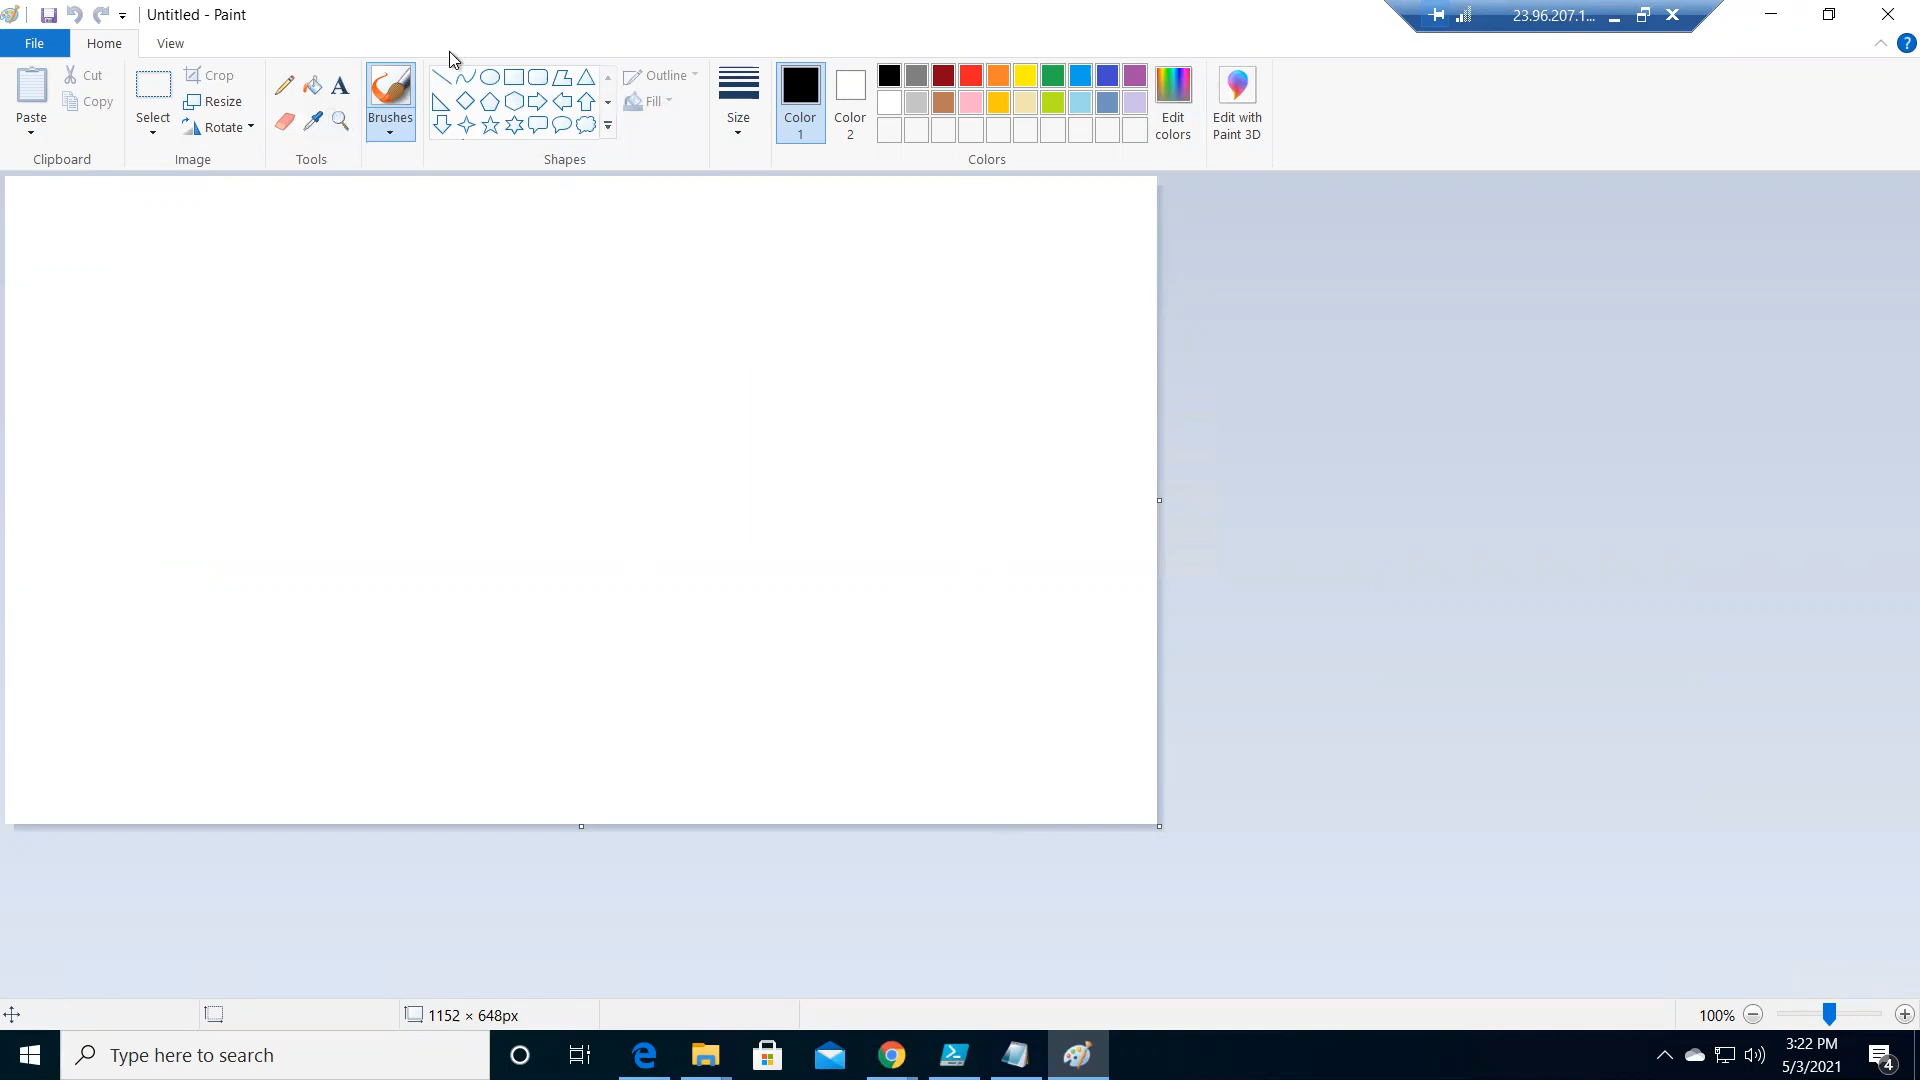 Untitled - Paint
23.96.207.1...
File
Home
View
Paste
Cut
Copy
Clipboard
Select
Crop
Resize
Rotate
Image
A
Tools
Brushes
Outline
Fill
Shapes
Size
Color
1
Color
2
Edit
colors
Colors
Edit with
Paint 3D
1152 × 648px
100%
Type here to search
3:22 PM
5/3/2021
4